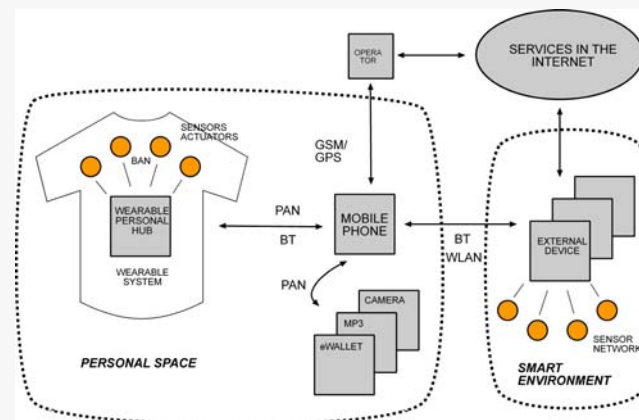 OPERA
TOR
SERVICES IN THE
INTERNET
SENSORS
ACTUATORS
BAN
GSM/
GPS
WEARABLE
PERSONAL
HUB
PAN
BT
MOBILE
PHONE
BT
WLAN
EXTERNAL
DEVICE
WEARABLE
SYSTEM
PAN
CAMERA
MP3
eWALLET
SENSOR
NETWORK
PERSONAL SPACE
SMART
ENVIRONMENT